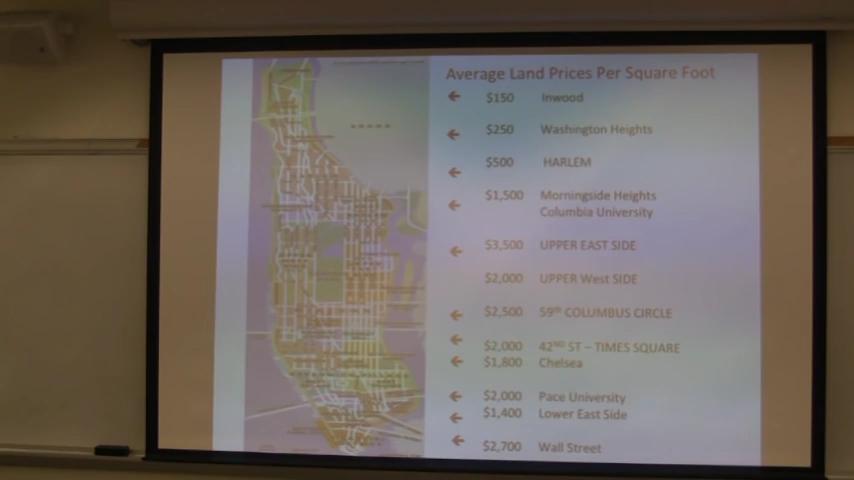 Average Land Prices Per Square Foot
← $150 Inwood
← $250 Washington Heights
← $500 HARLEM
← $1,500 Morningside Heights
Columbia University
← $3,500 UPPER EAST SIDE
$2,000 UPPER West SIDE
← $2,500 59th COLUMBUS CIRCLE
← $2,000 42ND ST – TIMES SQUARE
← $1,800 Chelsea
← $2,000 Pace University
← $1,400 Lower East Side
← $2,700 Wall Street